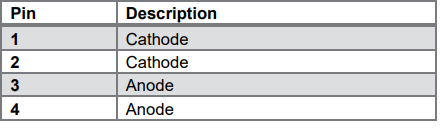 Pin Description
1 Cathode
2 Cathode
3 Anode
4 Anode